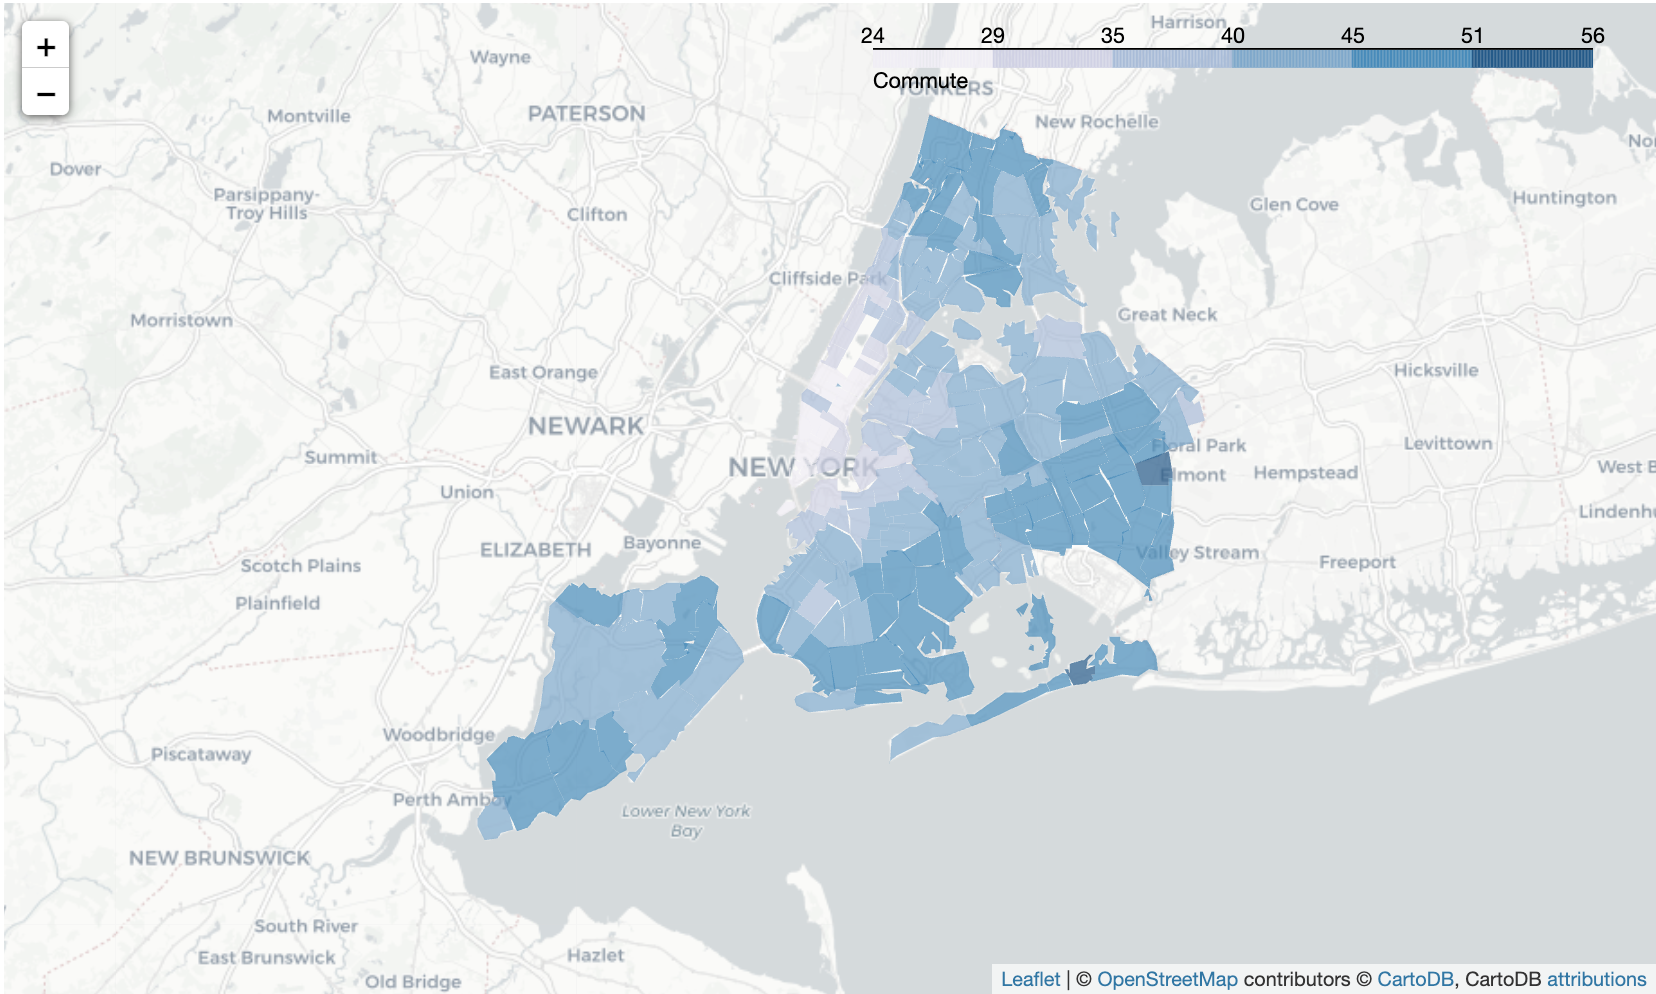 +
−
24 29 35 40 45 51 56
Commute
Harrison
Wayne
YONKERS
Montville
PATERSON
New Rochelle
Dover
Parsippany-
Troy Hills
Clifton
Glen Cove
Huntington
Cliffside Park
Morristown
Great Neck
East Orange
Hicksville
NEWARK
Floral Park
Levittown
Summit
NEW YORK
Elmont
Hempstead
West B
Union
Lindenhu
ELIZABETH
Bayonne
Valley Stream
Freeport
Scotch Plains
Plainfield
Woodbridge
Piscataway
Perth Amboy
Lower New York
Bay
NEW BRUNSWICK
South River
East Brunswick
Hazlet
Old Bridge
Leaflet | © OpenStreetMap contributors © CartoDB, CartoDB attributions